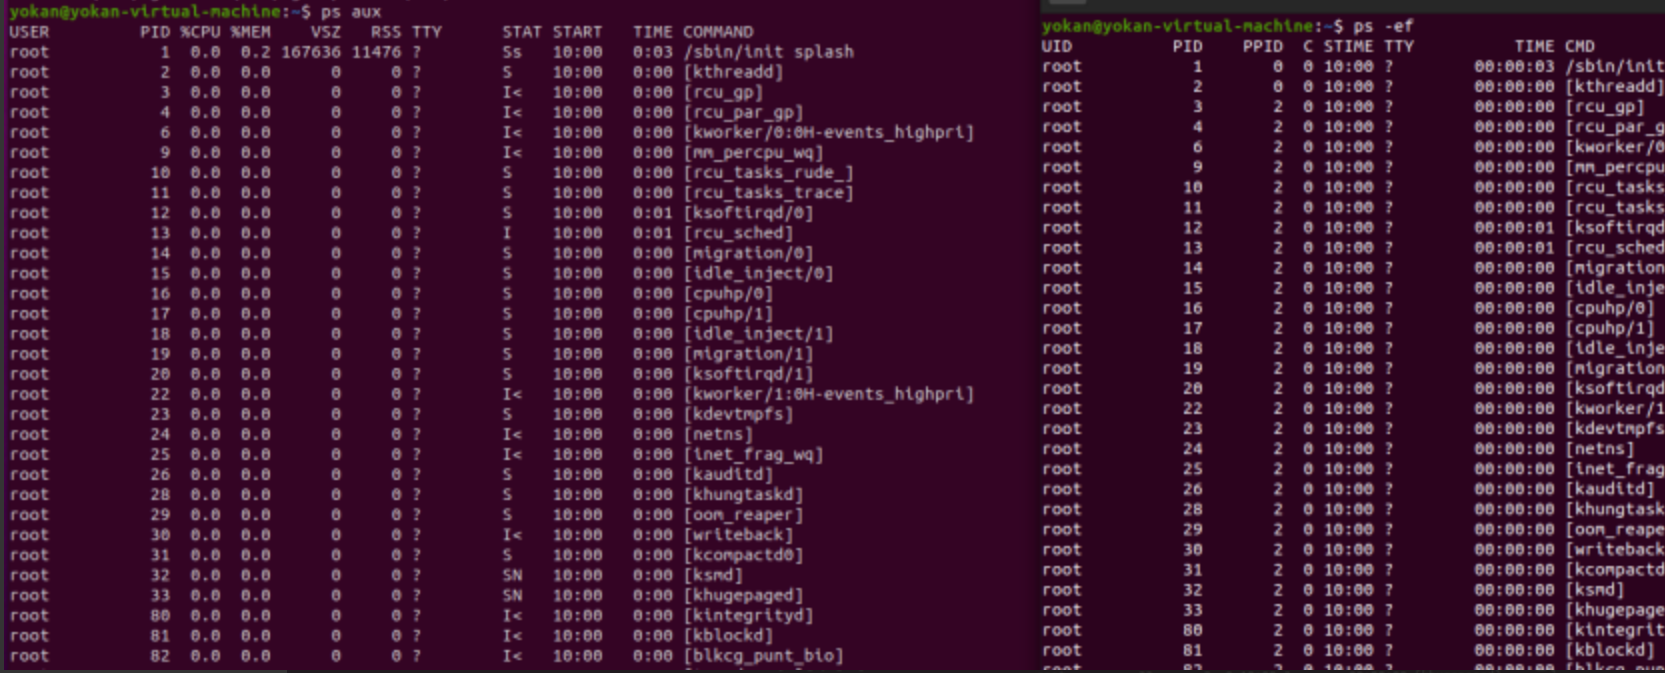 yokan@yokan-virtual-machine:~$ ps aux
USER PID %CPU %MEM VSZ RSS TTY STAT START TIME COMMAND
root 1 0.0 0.2 167636 11476 ? Ss 10:00 0:03 /sbin/init splash
root 2 0.0 0.0 0 0 ? S 10:00 0:00 [kthreadd]
root 3 0.0 0.0 0 0 ? I< 10:00 0:00 [rcu_gp]
root 4 0.0 0.0 0 0 ? I< 10:00 0:00 [rcu_par_gp]
root 6 0.0 0.0 0 0 ? I< 10:00 0:00 [kworker/0:0H-events_highpri]
root 9 0.0 0.0 0 0 ? I< 10:00 0:00 [mm_percpu_wq]
root 10 0.0 0.0 0 0 ? S 10:00 0:00 [rcu_tasks_rude_]
root 11 0.0 0.0 0 0 ? S 10:00 0:00 [rcu_tasks_trace]
root 12 0.0 0.0 0 0 ? S 10:00 0:01 [ksoftirqd/0]
root 13 0.0 0.0 0 0 ? I 10:00 0:01 [rcu_sched]
root 14 0.0 0.0 0 0 ? S 10:00 0:00 [migration/0]
root 15 0.0 0.0 0 0 ? S 10:00 0:00 [idle_inject/0]
root 16 0.0 0.0 0 0 ? S 10:00 0:00 [cpuhp/0]
root 17 0.0 0.0 0 0 ? S 10:00 0:00 [cpuhp/1]
root 18 0.0 0.0 0 0 ? S 10:00 0:00 [idle_inject/1]
root 19 0.0 0.0 0 0 ? S 10:00 0:00 [migration/1]
root 20 0.0 0.0 0 0 ? S 10:00 0:00 [ksoftirqd/1]
root 22 0.0 0.0 0 0 ? I< 10:00 0:00 [kworker/1:0H-events_highpri]
root 23 0.0 0.0 0 0 ? S 10:00 0:00 [kdevtmpfs]
root 24 0.0 0.0 0 0 ? I< 10:00 0:00 [netns]
root 25 0.0 0.0 0 0 ? I< 10:00 0:00 [inet_frag_wq]
root 26 0.0 0.0 0 0 ? S 10:00 0:00 [kauditd]
root 28 0.0 0.0 0 0 ? S 10:00 0:00 [khungtaskd]
root 29 0.0 0.0 0 0 ? S 10:00 0:00 [oom_reaper]
root 30 0.0 0.0 0 0 ? I< 10:00 0:00 [writeback]
root 31 0.0 0.0 0 0 ? S 10:00 0:00 [kcompactd0]
root 32 0.0 0.0 0 0 ? SN 10:00 0:00 [ksmd]
root 33 0.0 0.0 0 0 ? SN 10:00 0:00 [khugepaged]
root 80 0.0 0.0 0 0 ? I< 10:00 0:00 [kintegrityd]
root 81 0.0 0.0 0 0 ? I< 10:00 0:00 [kblockd]
root 82 0.0 0.0 0 0 ? I< 10:00 0:00 [blkcg_punt_bio]
yokan@yokan-virtual-machine:~$ ps -ef
UID PID PPID C STIME TTY TIME CMD
root 1 0 0 10:00 ? 00:00:03 /sbin/init
root 2 0 0 10:00 ? 00:00:00 [kthreadd]
root 3 2 0 10:00 ? 00:00:00 [rcu_gp]
root 4 2 0 10:00 ? 00:00:00 [rcu_par_g
root 6 2 0 10:00 ? 00:00:00 [kworker/0
root 9 2 0 10:00 ? 00:00:00 [mm_percpu
root 10 2 0 10:00 ? 00:00:00 [rcu_tasks
root 11 2 0 10:00 ? 00:00:00 [rcu_tasks
root 12 2 0 10:00 ? 00:00:01 [ksoftirqd
root 13 2 0 10:00 ? 00:00:01 [rcu_sched
root 14 2 0 10:00 ? 00:00:00 [migration
root 15 2 0 10:00 ? 00:00:00 [idle_inje
root 16 2 0 10:00 ? 00:00:00 [cpuhp/0]
root 17 2 0 10:00 ? 00:00:00 [cpuhp/1]
root 18 2 0 10:00 ? 00:00:00 [idle_inje
root 19 2 0 10:00 ? 00:00:00 [migration
root 20 2 0 10:00 ? 00:00:00 [ksoftirqd
root 22 2 0 10:00 ? 00:00:00 [kworker/1
root 23 2 0 10:00 ? 00:00:00 [kdevtmpfs
root 24 2 0 10:00 ? 00:00:00 [netns]
root 25 2 0 10:00 ? 00:00:00 [inet_frag
root 26 2 0 10:00 ? 00:00:00 [kauditd]
root 28 2 0 10:00 ? 00:00:00 [khungtask
root 29 2 0 10:00 ? 00:00:00 [oom_reape
root 30 2 0 10:00 ? 00:00:00 [writeback
root 31 2 0 10:00 ? 00:00:00 [kcompactd
root 32 2 0 10:00 ? 00:00:00 [ksmd]
root 33 2 0 10:00 ? 00:00:00 [khugepage
root 80 2 0 10:00 ? 00:00:00 [kintegrit
root 81 2 0 10:00 ? 00:00:00 [kblockd]